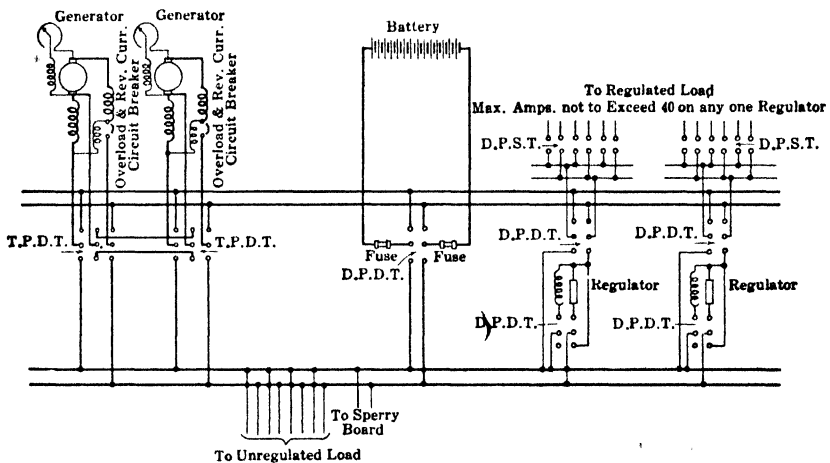 Generator
Generator
Battery
Overload & Rev. Curr.
Circuit Breaker
Overload & Rev. Curr.
Circuit Breaker
To Regulated Load
Max. Amps. not to Exceed 40 on any one Regulator
D.P.S.T.
D.P.S.T.
T.P.D.T.
T.P.D.T.
Fuse
Fuse
D.P.D.T.
D.P.D.T.
D.P.D.T.
Regulator
Regulator
D.P.D.T.
D.P.D.T.
To Sperry
Board
To Unregulated Load